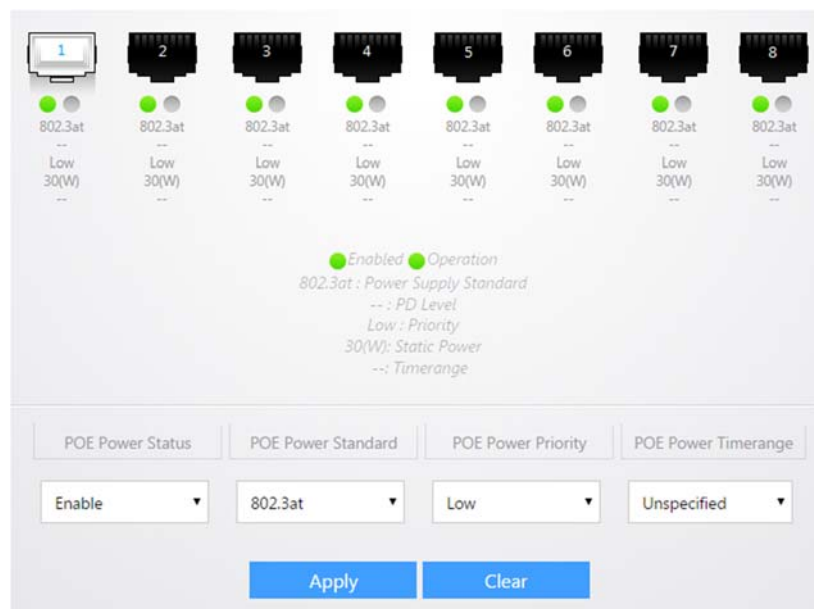 1 2 3 4 5 6 7 8
802.3at 802.3at 802.3at 802.3at 802.3at 802.3at 802.3at 802.3at
-- -- -- -- -- -- -- --
Low Low Low Low Low Low Low Low
30(W) 30(W) 30(W) 30(W) 30(W) 30(W) 30(W) 30(W)
-- -- -- -- -- -- -- --
Enabled Operation
802.3at : Power Supply Standard
-- : PD Level
Low : Priority
30(W): Static Power
--: Timerange
POE Power Status POE Power Standard POE Power Priority POE Power Timerange
Enable 802.3at Low Unspecified
Apply Clear